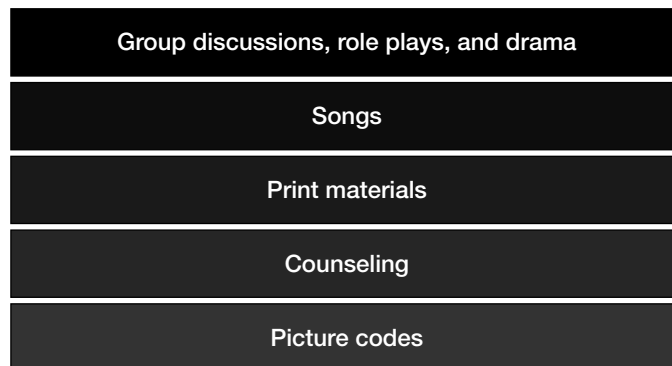 Group discussions, role plays, and drama
Songs
Print materials
Counseling
Picture codes